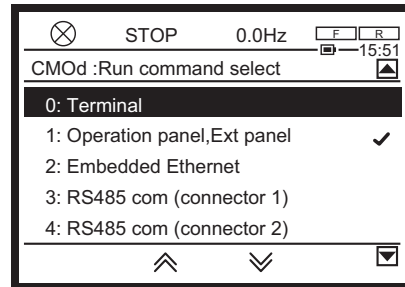 STOP 0.0Hz F R
15:51
CMOd :Run command select
0: Terminal
1: Operation panel,Ext panel
2: Embedded Ethernet
3: RS485 com (connector 1)
4: RS485 com (connector 2)